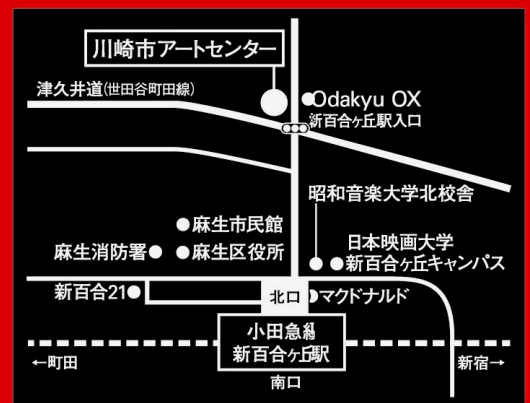 川崎市アートセンター
津久井道(世田谷町田線)
Odakyu OX
新百合ヶ丘駅入口
昭和音楽大学北校舎
麻生市民館
日本映画大学
新百合ヶ丘キャンパス
麻生消防署
麻生区役所
新百合21
北口
マクドナルド
小田急線
新百合ヶ丘駅
←町田
新宿→
南口